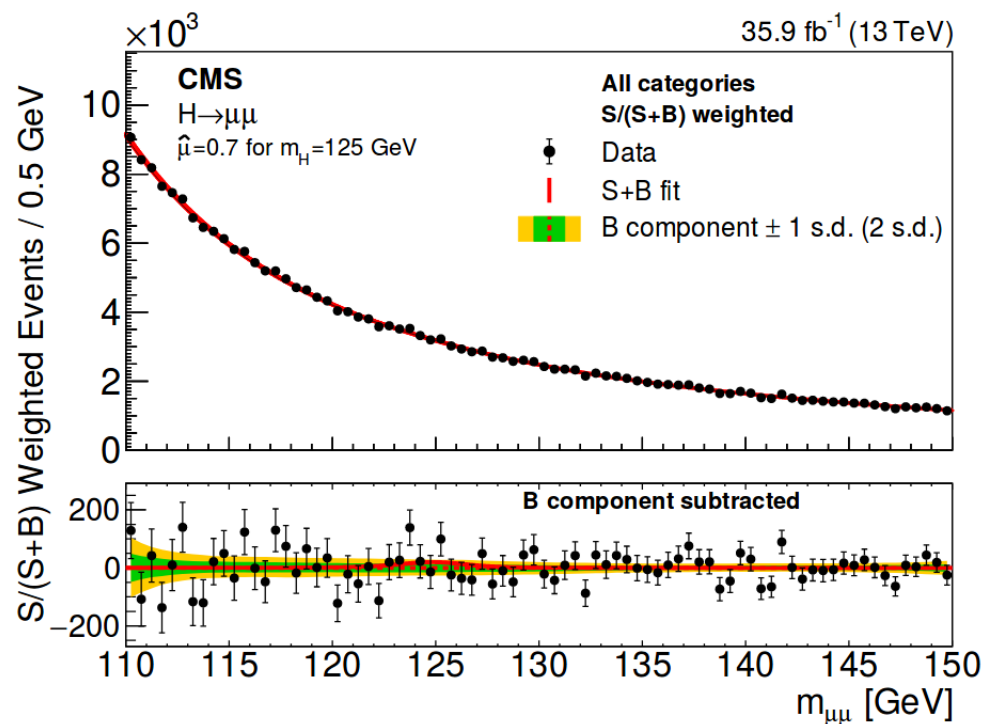 ×10³
35.9 fb⁻¹ (13 TeV)
CMS
H→μμ
μ̂=0.7 for m_H=125 GeV
All categories
S/(S+B) weighted
Data
S+B fit
B component ± 1 s.d. (2 s.d.)
S/(S+B) Weighted Events / 0.5 GeV
10
8
6
4
2
0
B component subtracted
200
0
−200
110 115 120 125 130 135 140 145 150
m_μμ [GeV]